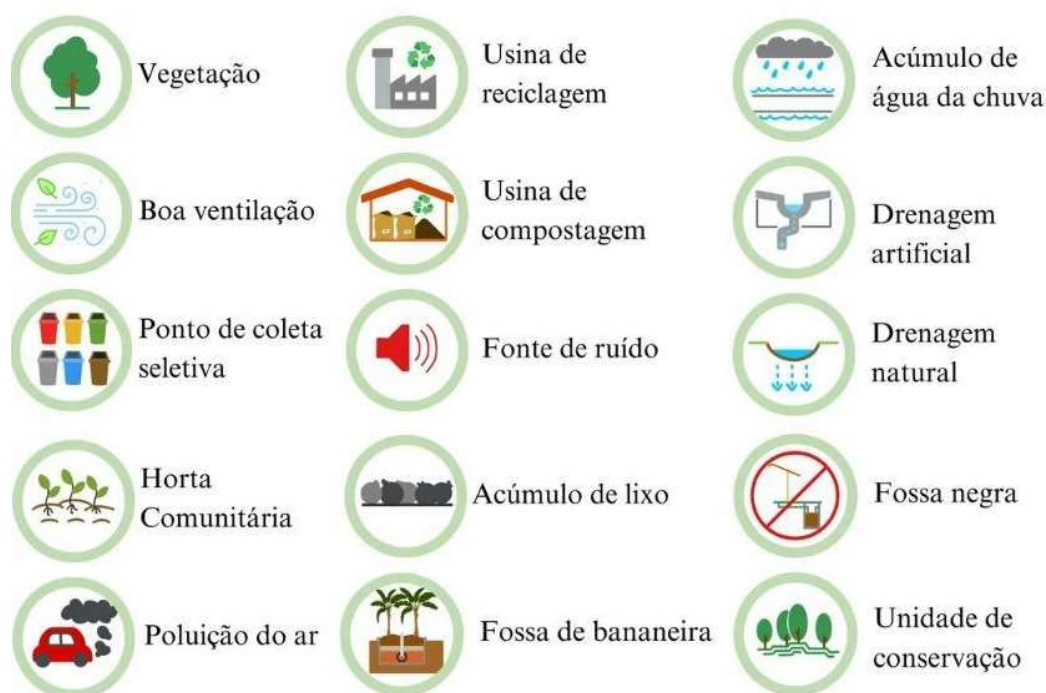 Vegetação
Usina de
reciclagem
Acúmulo de
água da chuva
Boa ventilação
Usina de
compostagem
Drenagem
artificial
Ponto de coleta
seletiva
Fonte de ruído
Drenagem
natural
Horta
Comunitária
Acúmulo de lixo
Fossa negra
Poluição do ar
Fossa de bananeira
Unidade de
conservação